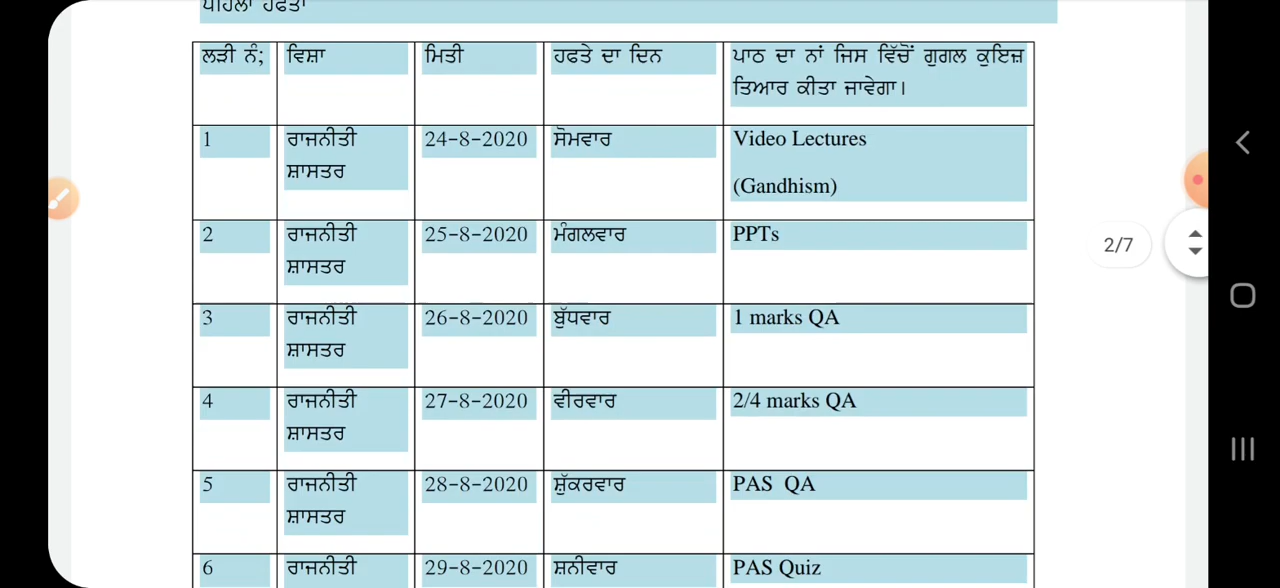 ਪਹਿਲਾ ਹਫਤਾ
ਲੜੀ ਨੰ; ਵਿਸ਼ਾ ਮਿਤੀ ਹਫਤੇ ਦਾ ਦਿਨ ਪਾਠ ਦਾ ਨਾਂ ਜਿਸ ਵਿੱਚੋਂ ਗੁਗਲ ਕੁਇਜ਼
ਤਿਆਰ ਕੀਤਾ ਜਾਵੇਗਾ।
1 ਰਾਜਨੀਤੀ 24-8-2020 ਸੋਮਵਾਰ Video Lectures
ਸ਼ਾਸਤਰ (Gandhism)
2 ਰਾਜਨੀਤੀ 25-8-2020 ਮੰਗਲਵਾਰ PPTs
ਸ਼ਾਸਤਰ
2/7
3 ਰਾਜਨੀਤੀ 26-8-2020 ਬੁੱਧਵਾਰ 1 marks QA
ਸ਼ਾਸਤਰ
4 ਰਾਜਨੀਤੀ 27-8-2020 ਵੀਰਵਾਰ 2/4 marks QA
ਸ਼ਾਸਤਰ
5 ਰਾਜਨੀਤੀ 28-8-2020 ਸ਼ੁੱਕਰਵਾਰ PAS QA
ਸ਼ਾਸਤਰ
6 ਰਾਜਨੀਤੀ 29-8-2020 ਸ਼ਨੀਵਾਰ PAS Quiz